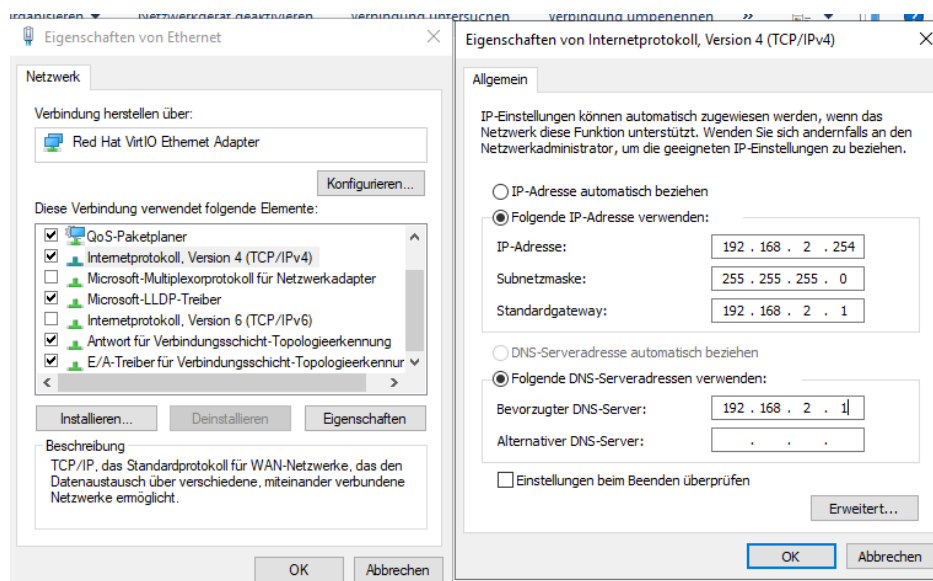 Netzwerkgerät deaktivieren Verbindung untersuchen Verbindung umbenennen »
Eigenschaften von Ethernet
Netzwerk
Verbindung herstellen über:
Red Hat VirtIO Ethernet Adapter
Konfigurieren...
Diese Verbindung verwendet folgende Elemente:
QoS-Paketplaner
Internetprotokoll, Version 4 (TCP/IPv4)
Microsoft-Multiplexorprotokoll für Netzwerkadapter
Microsoft-LLDP-Treiber
Internetprotokoll, Version 6 (TCP/IPv6)
Antwort für Verbindungsschicht-Topologieerkennung
E/A-Treiber für Verbindungsschicht-Topologieerkennur
Installieren... Deinstallieren Eigenschaften
Beschreibung
TCP/IP, das Standardprotokoll für WAN-Netzwerke, das den
Datenaustausch über verschiedene, miteinander verbundene
Netzwerke ermöglicht.
OK Abbrechen
Eigenschaften von Internetprotokoll, Version 4 (TCP/IPv4)
Allgemein
IP-Einstellungen können automatisch zugewiesen werden, wenn das
Netzwerk diese Funktion unterstützt. Wenden Sie sich andernfalls an den
Netzwerkadministrator, um die geeigneten IP-Einstellungen zu beziehen.
IP-Adresse automatisch beziehen
Folgende IP-Adresse verwenden:
IP-Adresse: 192 . 168 . 2 . 254
Subnetzmaske: 255 . 255 . 255 . 0
Standardgateway: 192 . 168 . 2 . 1
DNS-Serveradresse automatisch beziehen
Folgende DNS-Serveradressen verwenden:
Bevorzugter DNS-Server: 192 . 168 . 2 . 1
Alternativer DNS-Server: . . .
Einstellungen beim Beenden überprüfen
Erweitert...
OK Abbrechen